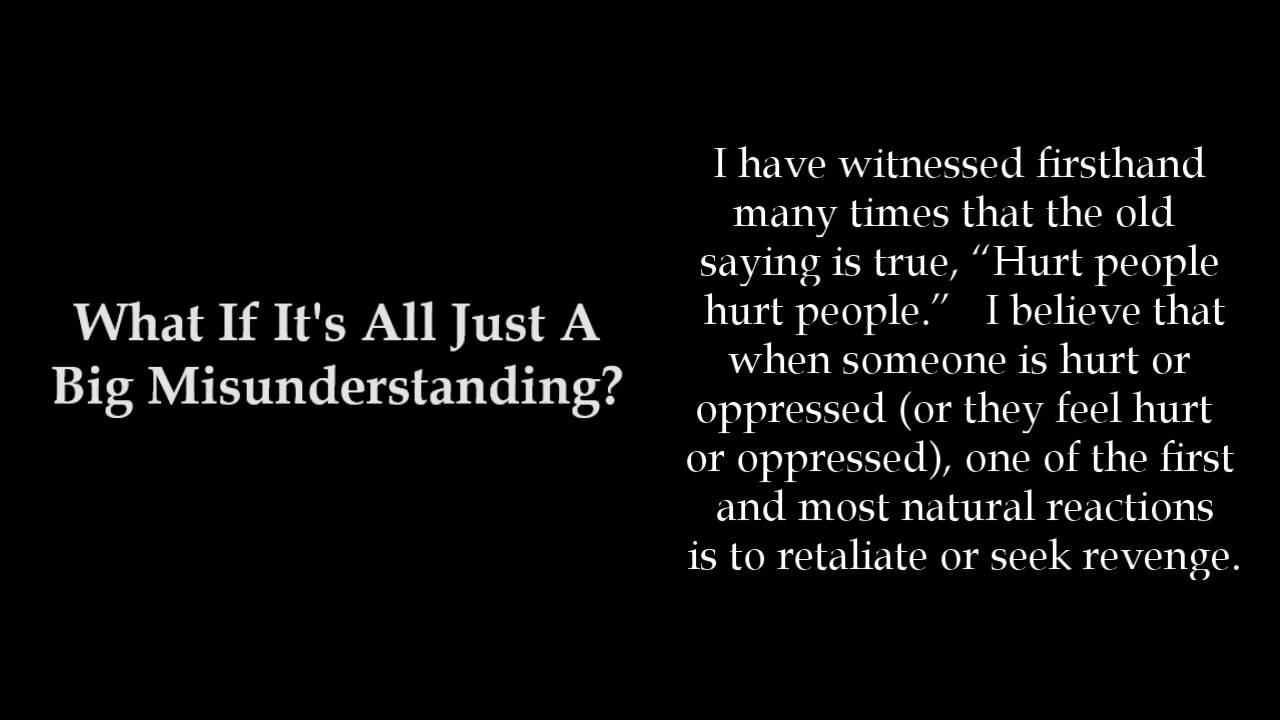 What If It's All Just A
Big Misunderstanding?
I have witnessed firsthand
many times that the old
saying is true, “Hurt people
hurt people.”   I believe that
when someone is hurt or
oppressed (or they feel hurt
or oppressed), one of the first
and most natural reactions
is to retaliate or seek revenge.